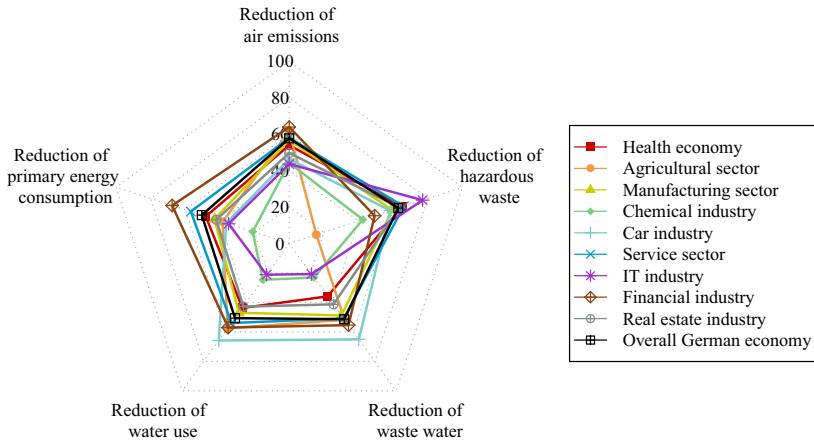 Reduction of
air emissions
100
80
60
40
20
0
Reduction of
hazardous
waste
Reduction of
primary energy
consumption
Reduction of
water use
Reduction of
waste water
Health economy
Agricultural sector
Manufacturing sector
Chemical industry
Car industry
Service sector
IT industry
Financial industry
Real estate industry
Overall German economy